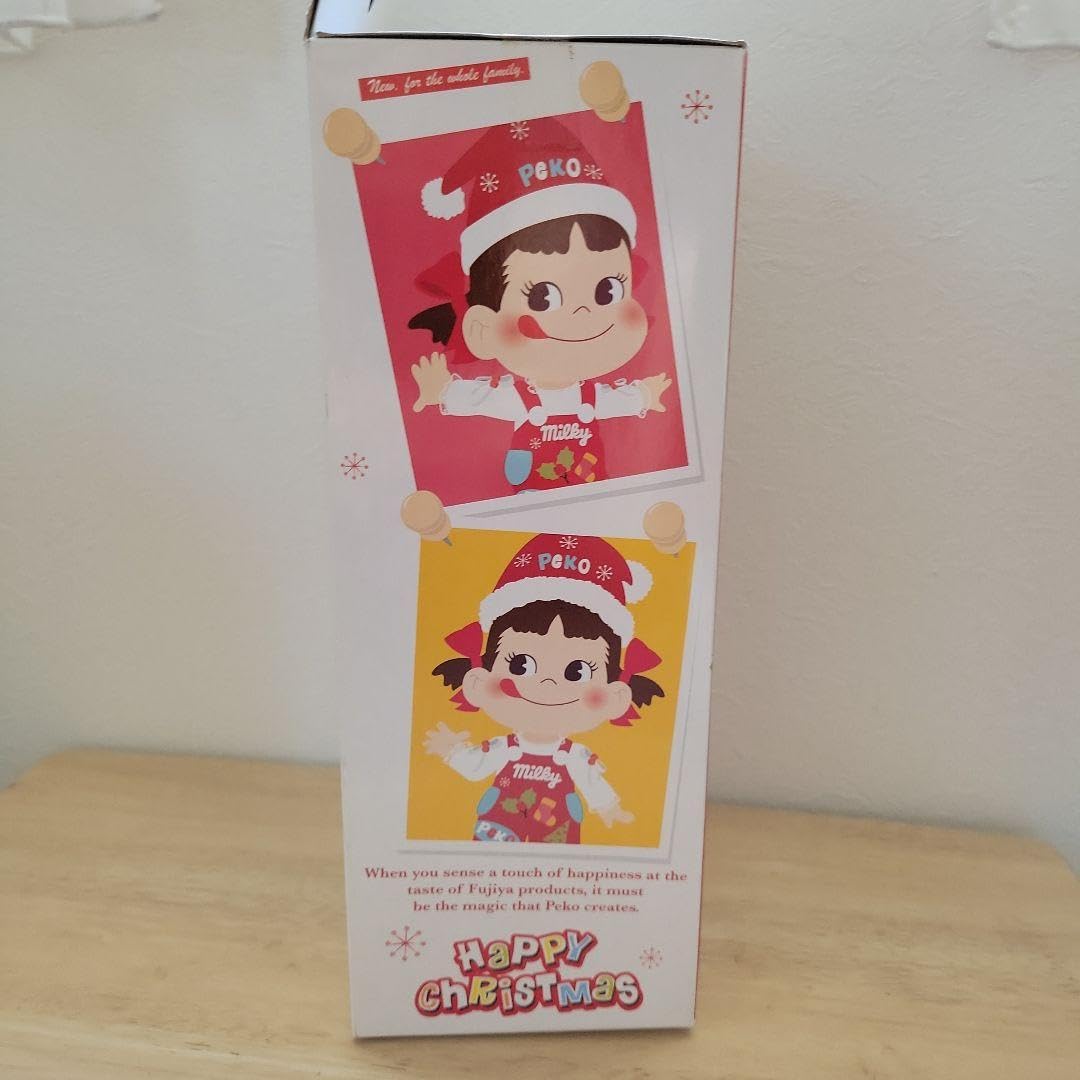 New, for the whole family.
PeKO
Milky
PeKO
Milky
PeKO
When you sense a touch of happiness at the
taste of Fujiya products, it must
be the magic that Peko creates.
HaPPY
ChRiSTMaS